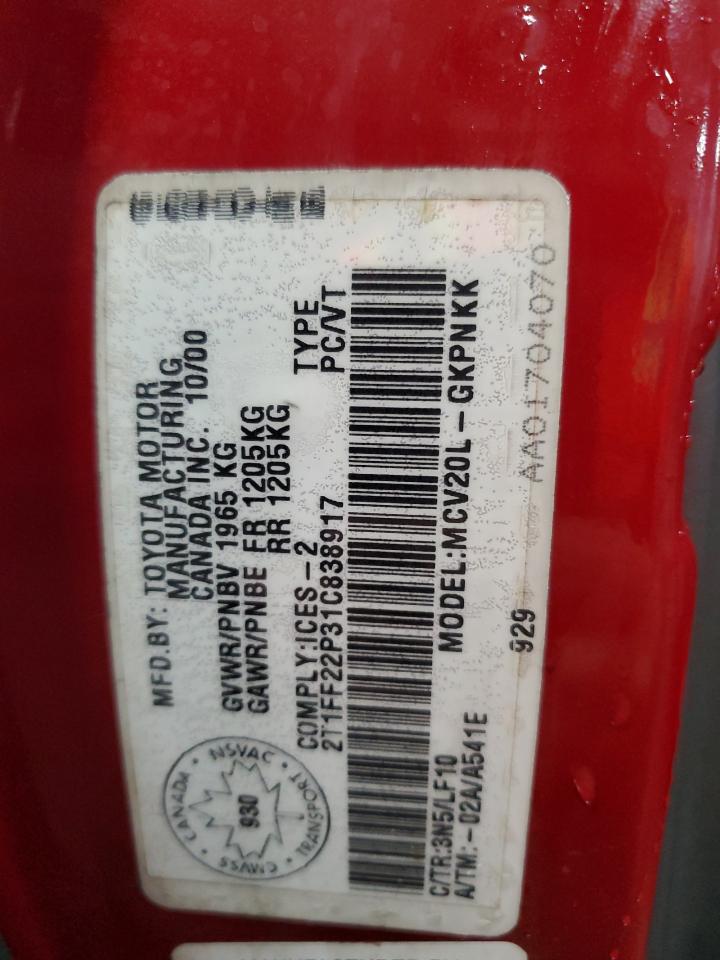 MFD.BY: TOYOTA MOTOR
MANUFACTURING
CANADA INC. 10/00
GVWR/PNBV 1965 KG
GAWR/PNBE FR 1205KG
RR 1205KG
COMPLY:ICES-2 TYPE
2T1FF22P31C838917 PC/VT
CANADA · NSVAC · TRANSPORT · CMVSS
930
MODEL:MCV20L-GKPNKK
C/TR:3N5/LF10
A/TM:-02A/A541E
929
AA01704070